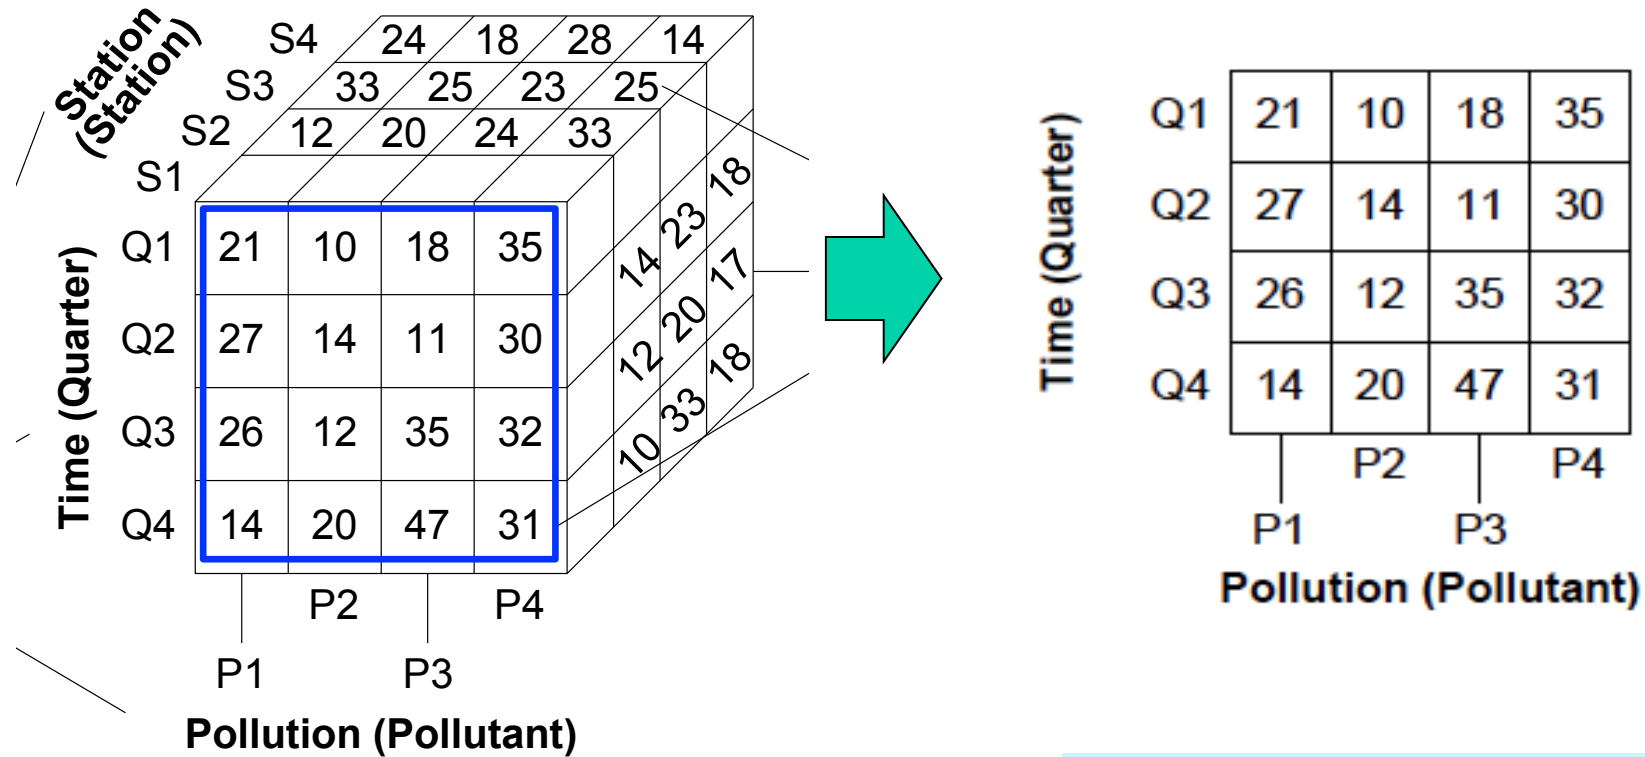 Station
(Station)
S4 24 18 28 14
S3 33 25 23 25
S2 12 20 24 33
S1
Time (Quarter)
Q1 21 10 18 35
Q2 27 14 11 30
Q3 26 12 35 32
Q4 14 20 47 31
14 23 18
12 20 17
10 33 18
P2 P4
P1 P3
Pollution (Pollutant)
Time (Quarter)
Q1 21 10 18 35
Q2 27 14 11 30
Q3 26 12 35 32
Q4 14 20 47 31
P2 P4
P1 P3
Pollution (Pollutant)